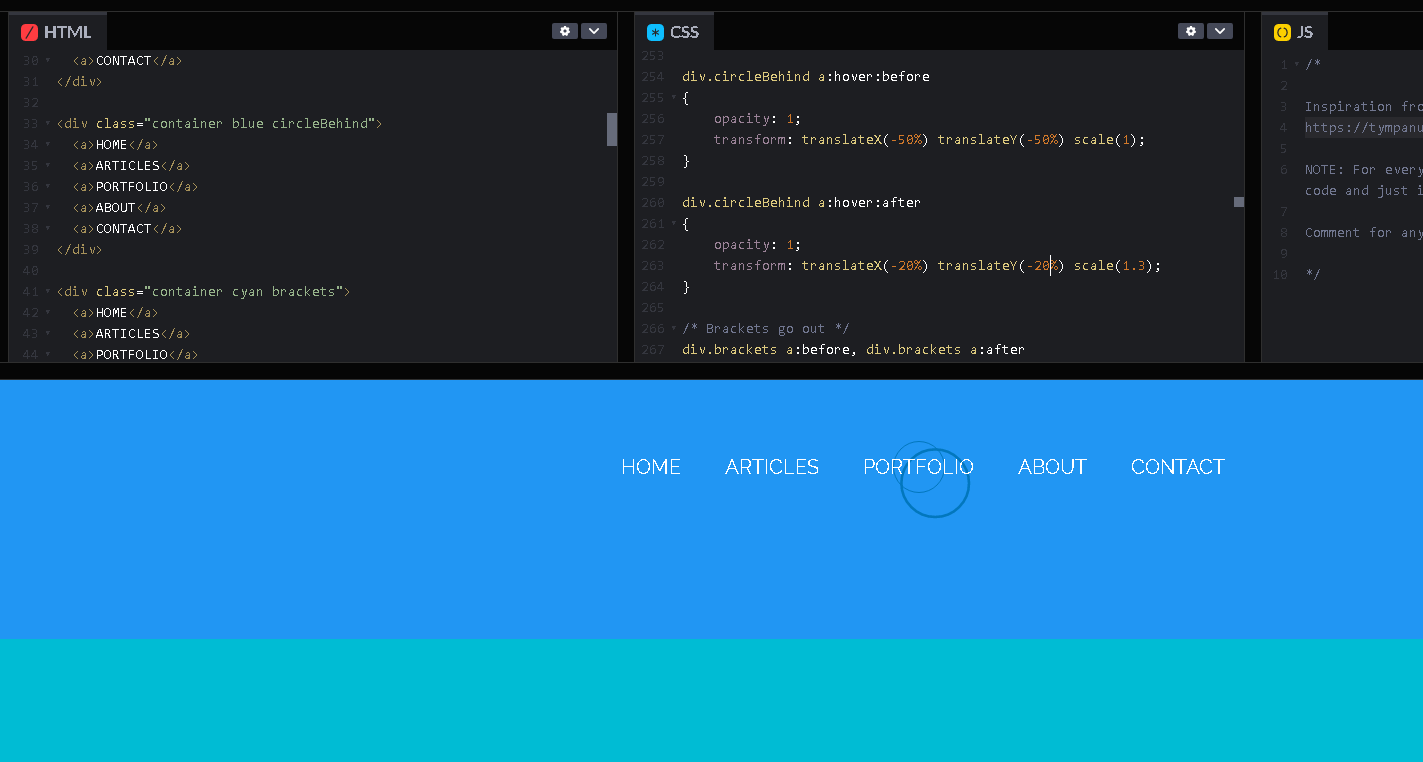 HTML
30 <a>CONTACT</a>
31 </div>
32
33 <div class="container blue circleBehind">
34 <a>HOME</a>
35 <a>ARTICLES</a>
36 <a>PORTFOLIO</a>
37 <a>ABOUT</a>
38 <a>CONTACT</a>
39 </div>
40
41 <div class="container cyan brackets">
42 <a>HOME</a>
43 <a>ARTICLES</a>
44 <a>PORTFOLIO</a>
CSS
253
254 div.circleBehind a:hover:before
255 {
256 opacity: 1;
257 transform: translateX(-50%) translateY(-50%) scale(1);
258 }
259
260 div.circleBehind a:hover:after
261 {
262 opacity: 1;
263 transform: translateX(-20%) translateY(-20%) scale(1.3);
264 }
265
266 /* Brackets go out */
267 div.brackets a:before, div.brackets a:after
JS
1 /*
2
3 Inspiration fro
4 https://tympanu
5
6 NOTE: For every
code and just i
7
8 Comment for any
9
10 */
HOME ARTICLES PORTFOLIO ABOUT CONTACT